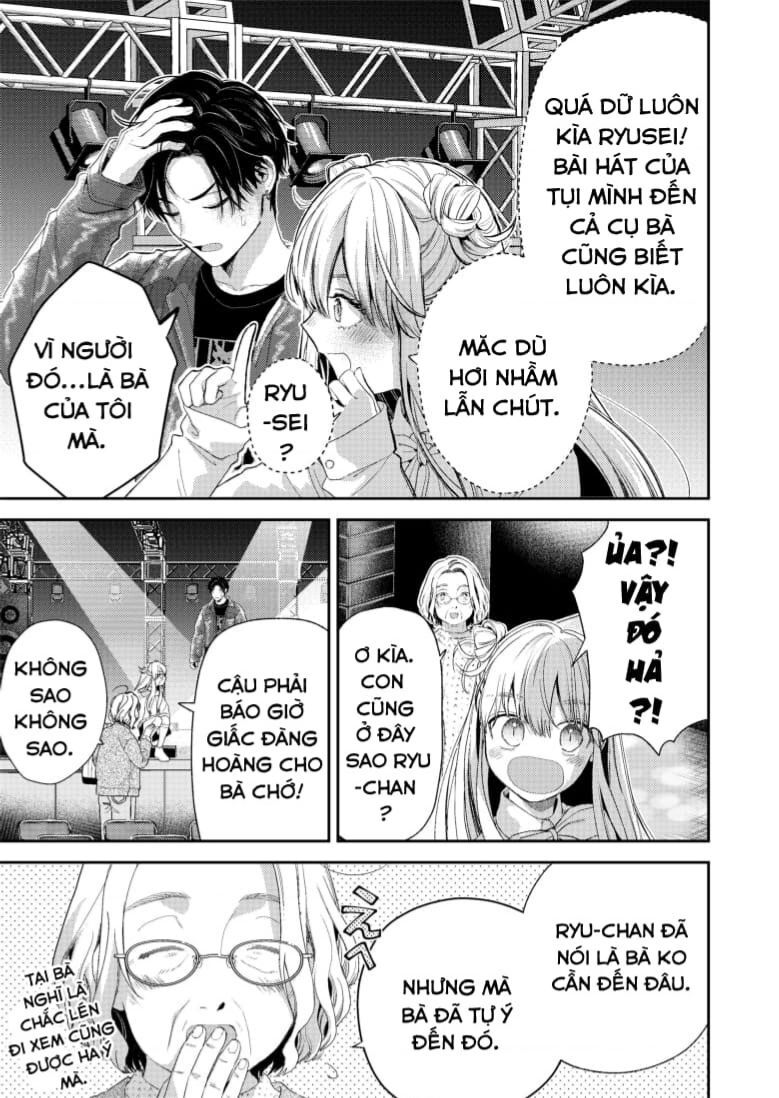 QUÁ DỮ LUÔN
KÌA RYUSEI!
BÀI HÁT CỦA
TỤI MÌNH ĐẾN
CẢ CỤ BÀ
CŨNG BIẾT
LUÔN KÌA.
MĂC DÙ
HƠI NHẦM
LẪN CHÚT.
RYU
-SEI
?
VÌ NGƯỜI
ĐÓ...LÀ BÀ
CỦA TÔI
MÀ.
ỦA?!
VẬY
ĐÓ
HẢ
?!
Ơ KÌA.
CON
CŨNG
Ở ĐÂY
SAO RYU
-CHAN
?
CẬU PHẢI
BÁO GIỜ
GIẤC ĐÀNG
HOÀNG CHO
BÀ CHỚ!
KHÔNG
SAO
KHÔNG
SAO.
RYU-CHAN ĐÃ
NÓI LÀ BÀ KO
CẦN ĐẾN ĐÂU.
NHƯNG MÀ
BÀ ĐÃ TỰ Ý
ĐẾN ĐÓ.
えへ
TẠI BÀ
NGHĨ LÀ
CHẮC LÉN
ĐI XEM CŨNG
ĐƯỢC HAY
MÀ.